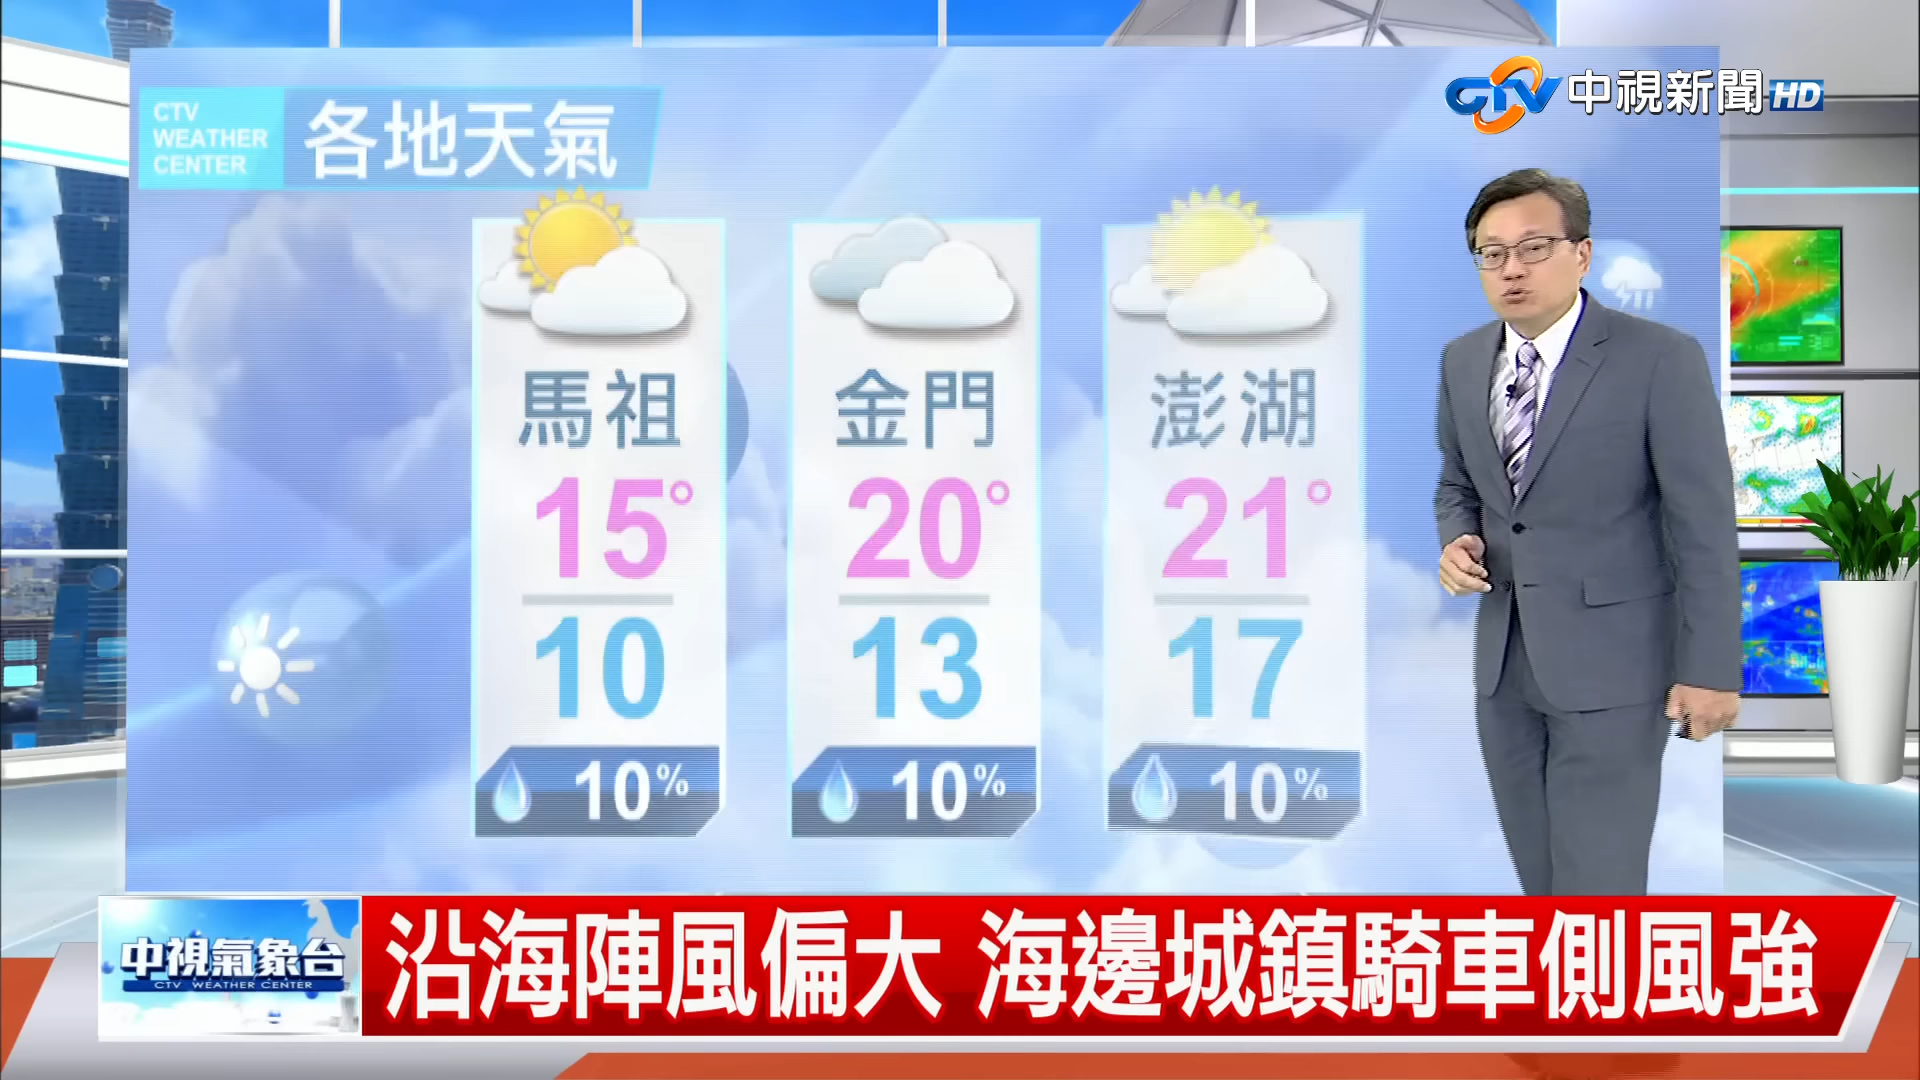 CTV
WEATHER
CENTER
各地天氣
CTV 中視新聞 HD
馬祖
15°
10
10%
金門
20°
13
10%
澎湖
21°
17
10%
中視氣象台
CTV WEATHER CENTER
沿海陣風偏大 海邊城鎮騎車側風強